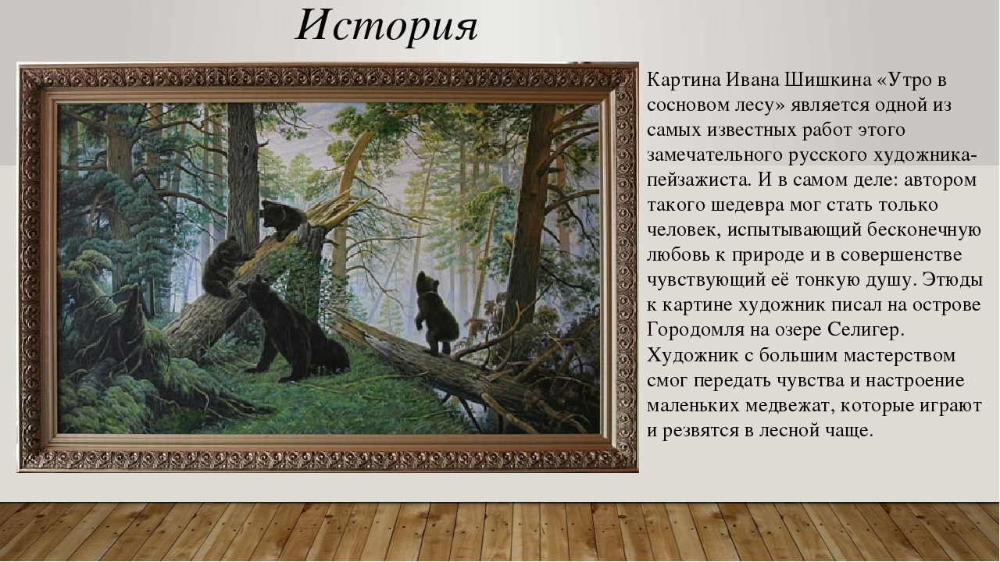 История
Картина Ивана Шишкина «Утро в
сосновом лесу» является одной из
самых известных работ этого
замечательного русского художника-
пейзажиста. И в самом деле: автором
такого шедевра мог стать только
человек, испытывающий бесконечную
любовь к природе и в совершенстве
чувствующий её тонкую душу. Этюды
к картине художник писал на острове
Городомля на озере Селигер.
Художник с большим мастерством
смог передать чувства и настроение
маленьких медвежат, которые играют
и резвятся в лесной чаще.